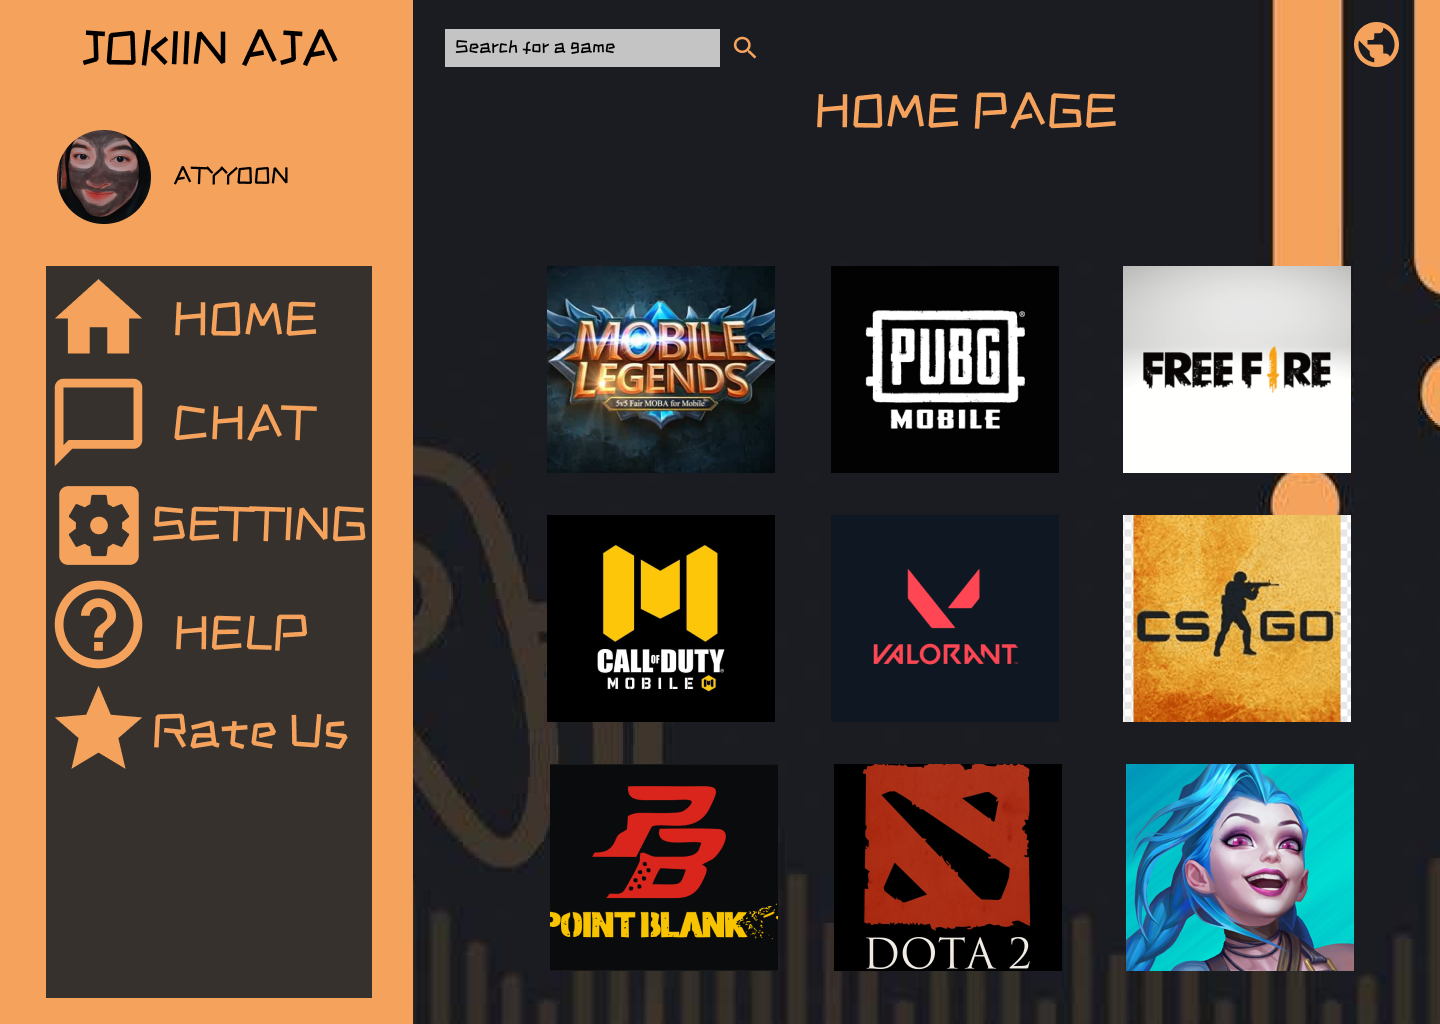 JOKIIN AJA
ATYYOON
HOME
CHAT
SETTING
HELP
Rate Us
Search for a game
HOME PAGE
MOBILE
LEGENDS
5v5 Fair MOBA for Mobile
PUBG®
MOBILE
FREE FIRE
CALL OF DUTY
MOBILE
VALORANT
CS GO
PB
POINT BLANK
DOTA 2